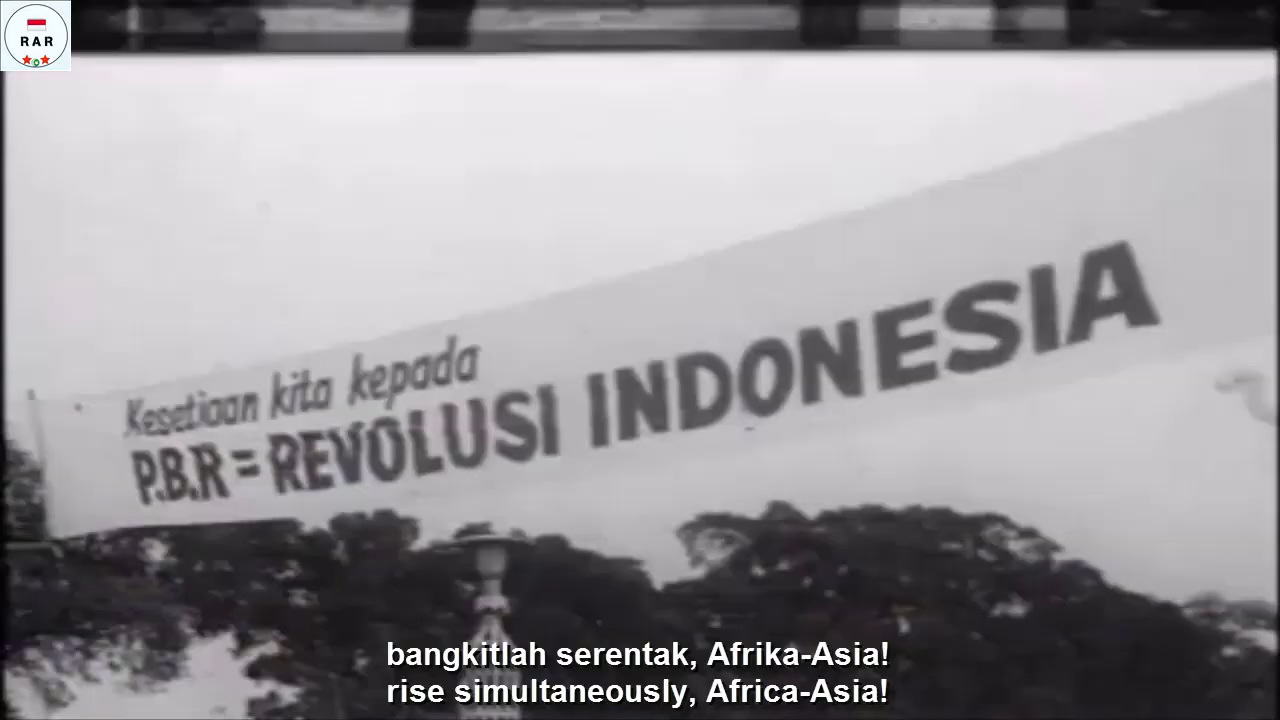 RAR
Kesetiaan kita kepada
P.B.R = REVOLUSI INDONESIA
bangkitlah serentak, Afrika-Asia!
rise simultaneously, Africa-Asia!